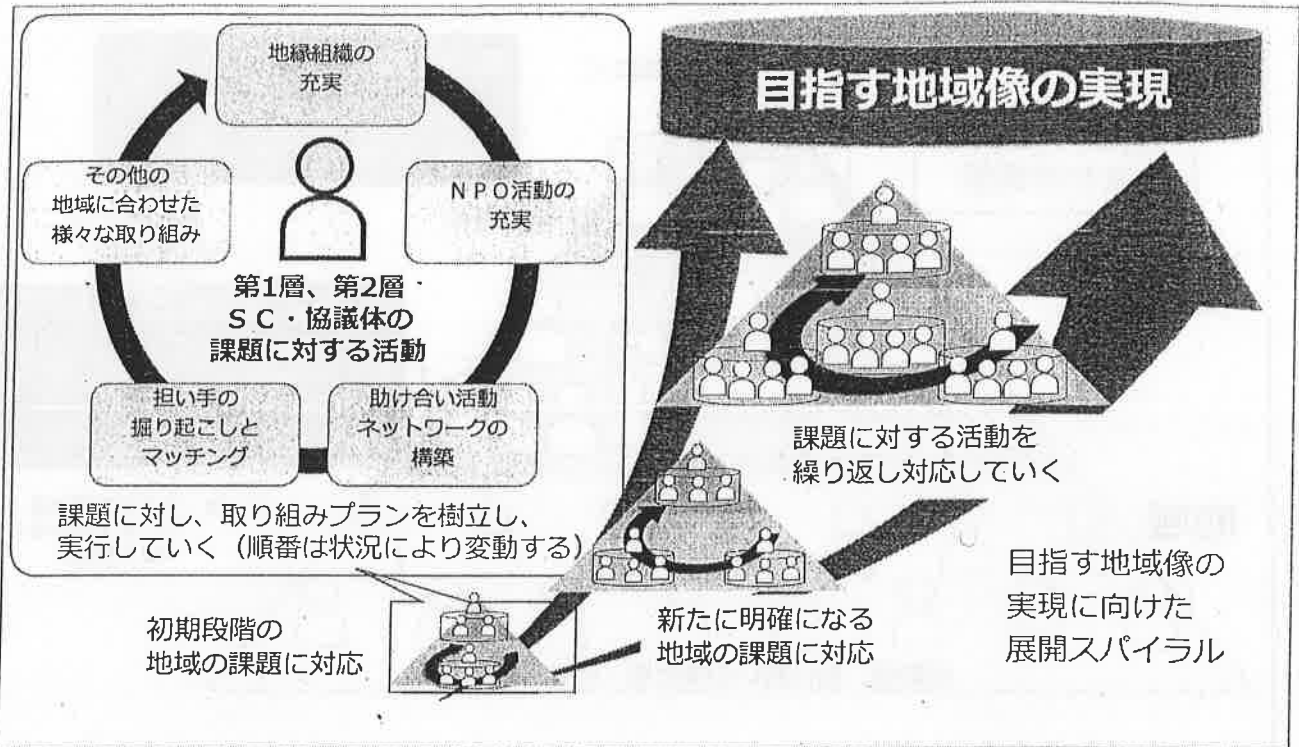 地縁組織の
充実
NPO活動の
充実
助け合い活動
ネットワークの
構築
担い手の
掘り起こしと
マッチング
その他の
地域に合わせた
様々な取り組み
第1層、第2層
SC・協議体の
課題に対する活動
課題に対し、取り組みプランを樹立し、
実行していく（順番は状況により変動する）
目指す地域像の実現
課題に対する活動を
繰り返し対応していく
新たに明確になる
地域の課題に対応
初期段階の
地域の課題に対応
目指す地域像の
実現に向けた
展開スパイラル